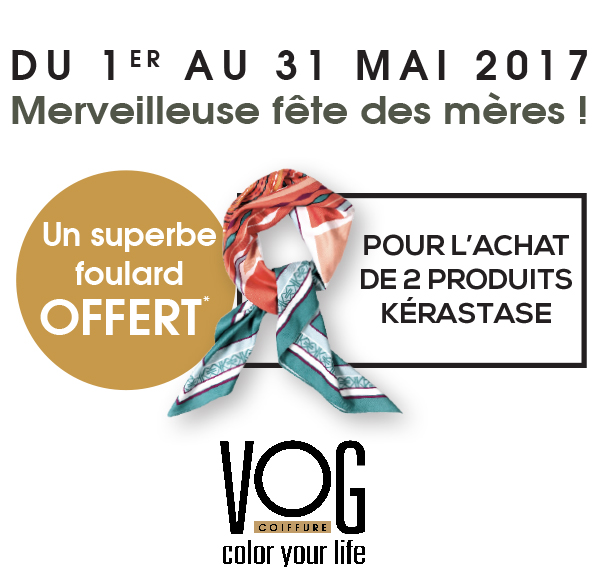 DU 1ER AU 31 MAI 2017
Merveilleuse fête des mères !
Un superbe
foulard
OFFERT*
POUR L'ACHAT
DE 2 PRODUITS
KÉRASTASE
VOG
COIFFURE
color your life